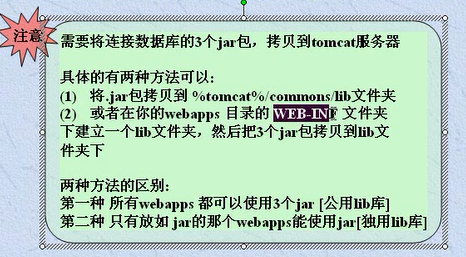 注意
需要将连接数据库的3个jar包，拷贝到tomcat服务器
具体的有两种方法可以:
(1) 将.jar包拷贝到 %tomcat%/commons/lib文件夹
(2) 或者在你的webapps 目录的 WEB-INF 文件夹
下建立一个lib文件夹，然后把3个jar包拷贝到lib文
件夹下
两种方法的区别:
第一种 所有webapps 都可以使用3个jar [公用lib库]
第二种 只有放如 jar的那个webapps能使用jar[独用lib库]